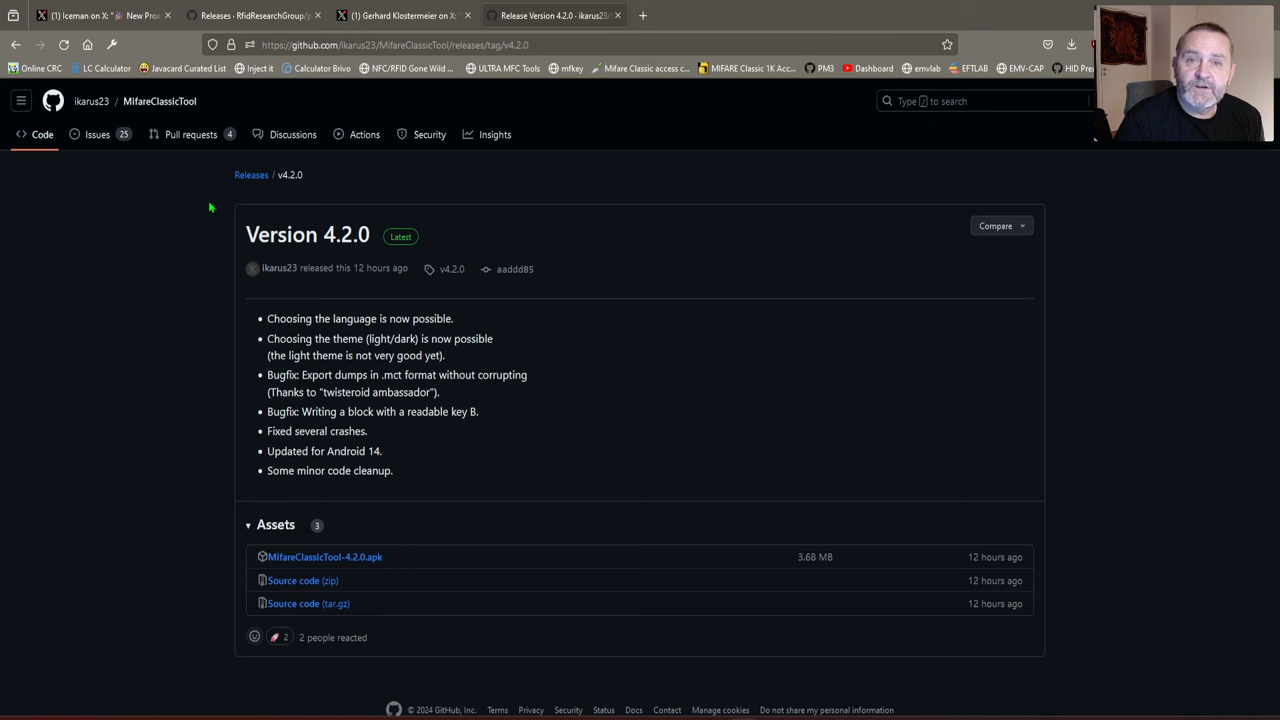 (1) Iceman on X: "🎉 New Prox
Releases · RfidResearchGroup/p
(1) Gerhard Klostermeier on X: "
Release Version 4.2.0 · ikarus23/
https://github.com/ikarus23/MifareClassicTool/releases/tag/v4.2.0
Online CRC
LC Calculator
Javacard Curated List
Inject it
Calculator Brivo
NFC/RFID Gone Wild ...
ULTRA MFC Tools
mfkey
Mifare Classic access c...
MIFARE Classic 1K Acc...
PM3
Dashboard
emvlab
EFTLAB
EMV-CAP
HID Pre
ikarus23 / MifareClassicTool
Type / to search
Code
Issues 25
Pull requests 4
Discussions
Actions
Security
Insights
Releases / v4.2.0
Version 4.2.0 Latest
Compare
ikarus23 released this 12 hours ago
v4.2.0
aaddd85
• Choosing the language is now possible.
• Choosing the theme (light/dark) is now possible
(the light theme is not very good yet).
• Bugfix: Export dumps in .mct format without corrupting
(Thanks to "twisteroid ambassador").
• Bugfix: Writing a block with a readable key B.
• Fixed several crashes.
• Updated for Android 14.
• Some minor code cleanup.
Assets 3
MifareClassicTool-4.2.0.apk 3.68 MB 12 hours ago
Source code (zip) 12 hours ago
Source code (tar.gz) 12 hours ago
🚀 2 2 people reacted
© 2024 GitHub, Inc. Terms Privacy Security Status Docs Contact Manage cookies Do not share my personal information